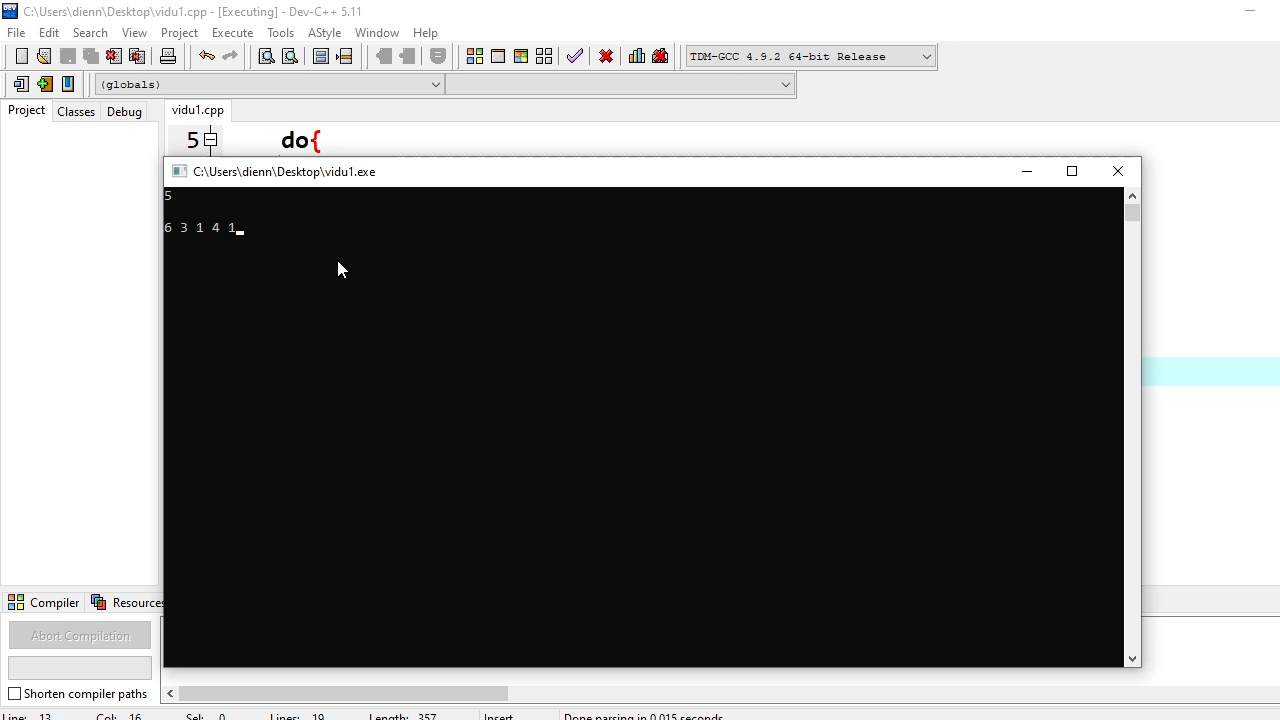 C:\Users\dienn\Desktop\vidu1.cpp - [Executing] - Dev-C++ 5.11
File Edit Search View Project Execute Tools AStyle Window Help
TDM-GCC 4.9.2 64-bit Release
(globals)
Project Classes Debug vidu1.cpp
5 do{
C:\Users\dienn\Desktop\vidu1.exe
5
6 3 1 4 1
Compiler Resources
Abort Compilation
Shorten compiler paths
Line: 13 Col: 16 Sel: 0 Lines: 19 Length: 357 Insert Done parsing in 0.015 seconds